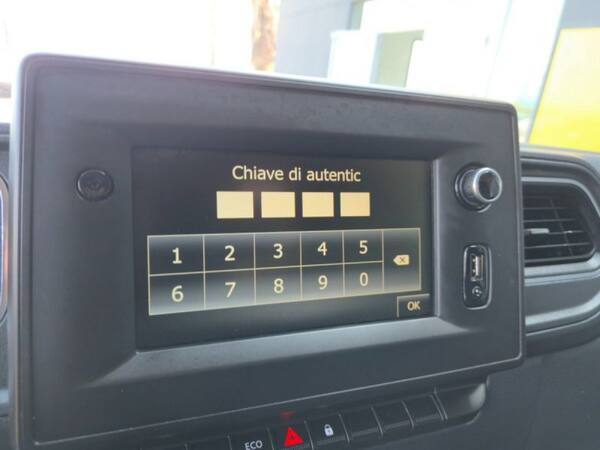 Chiave di autentic
1 2 3 4 5
6 7 8 9 0
OK
ECO